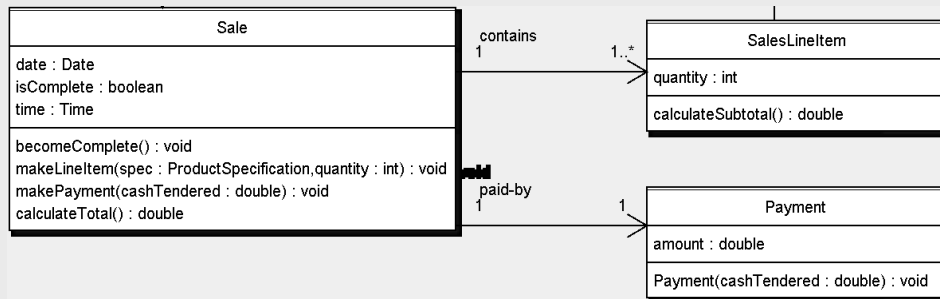 Sale
date : Date
isComplete : boolean
time : Time
becomeComplete() : void
makeLineItem(spec : ProductSpecification,quantity : int) : void
makePayment(cashTendered : double) : void
calculateTotal() : double
contains
1
1..*
SalesLineItem
quantity : int
calculateSubtotal() : double
void
paid-by
1
1
Payment
amount : double
Payment(cashTendered : double) : void